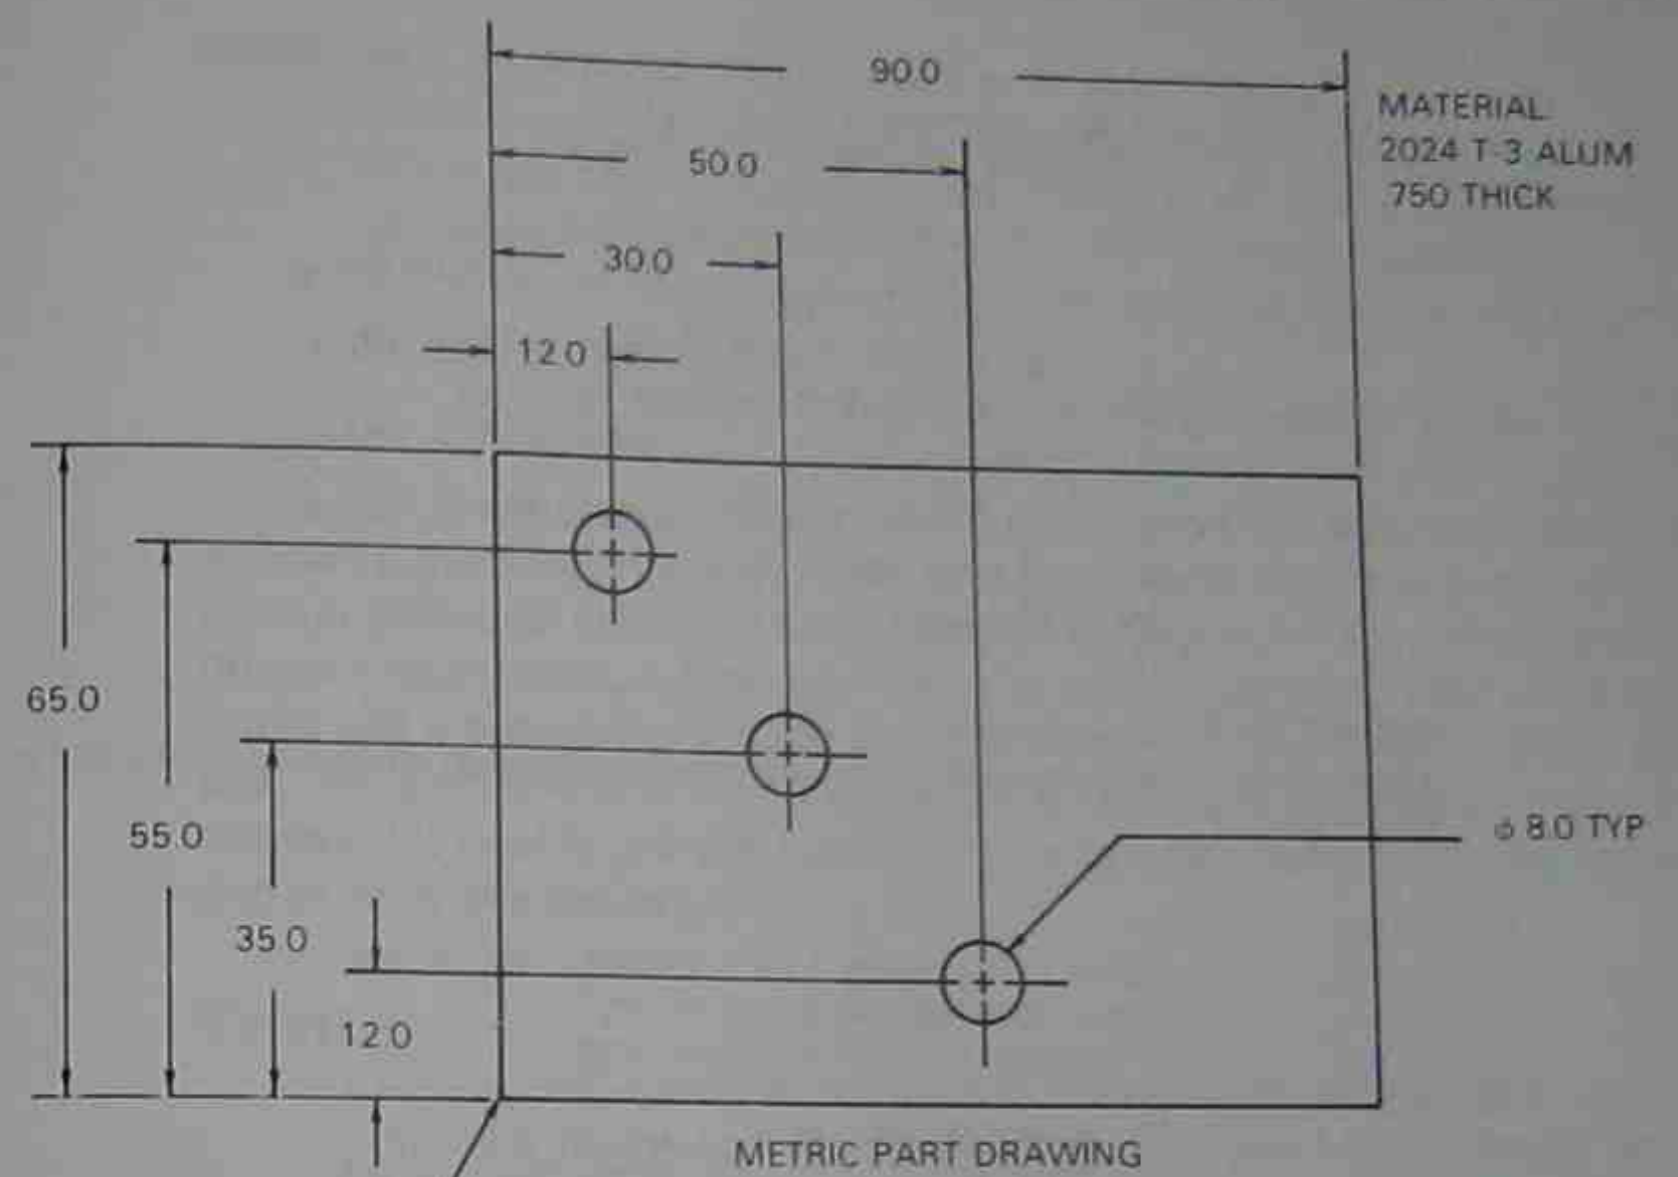 90.0
MATERIAL
2024 T-3 ALUM
.750 THICK
50.0
30.0
12.0
65.0
55.0
35.0
12.0
⌀ 8.0 TYP
METRIC PART DRAWING